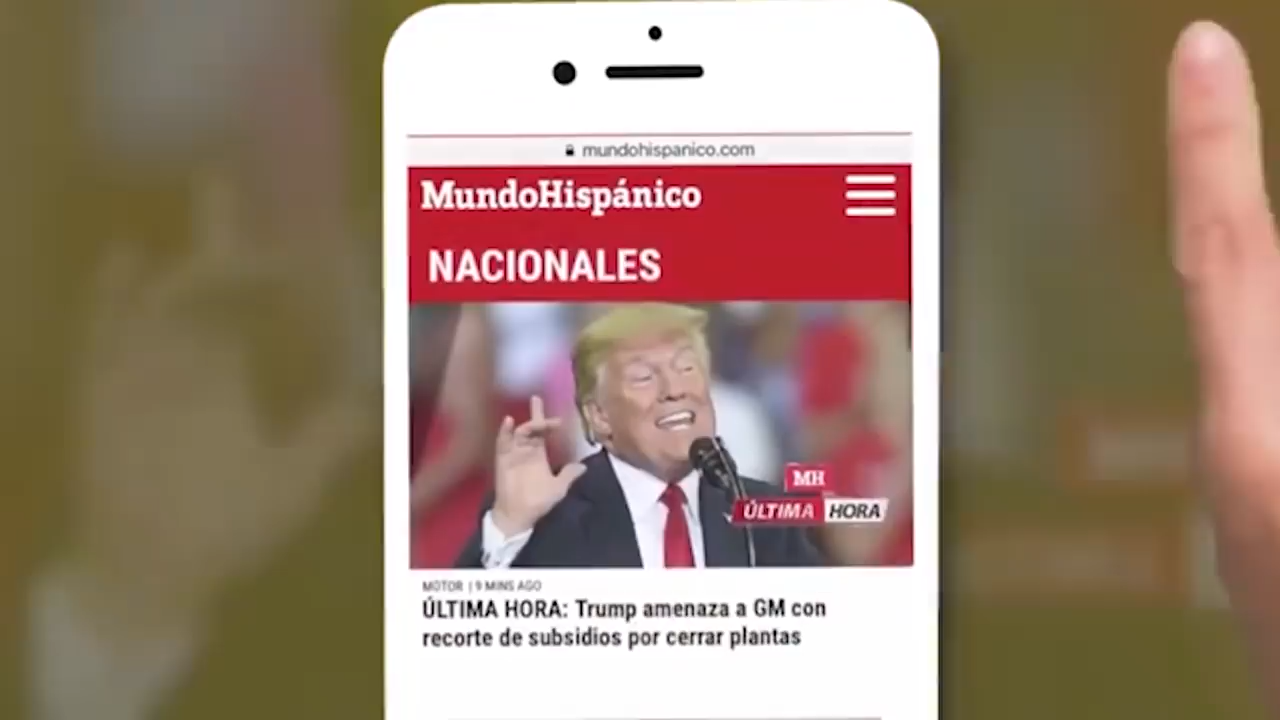 mundohispanico.com
MundoHispánico
NACIONALES
MH
ÚLTIMA HORA
MOTOR | 9 MINS AGO
ÚLTIMA HORA: Trump amenaza a GM con
recorte de subsidios por cerrar plantas